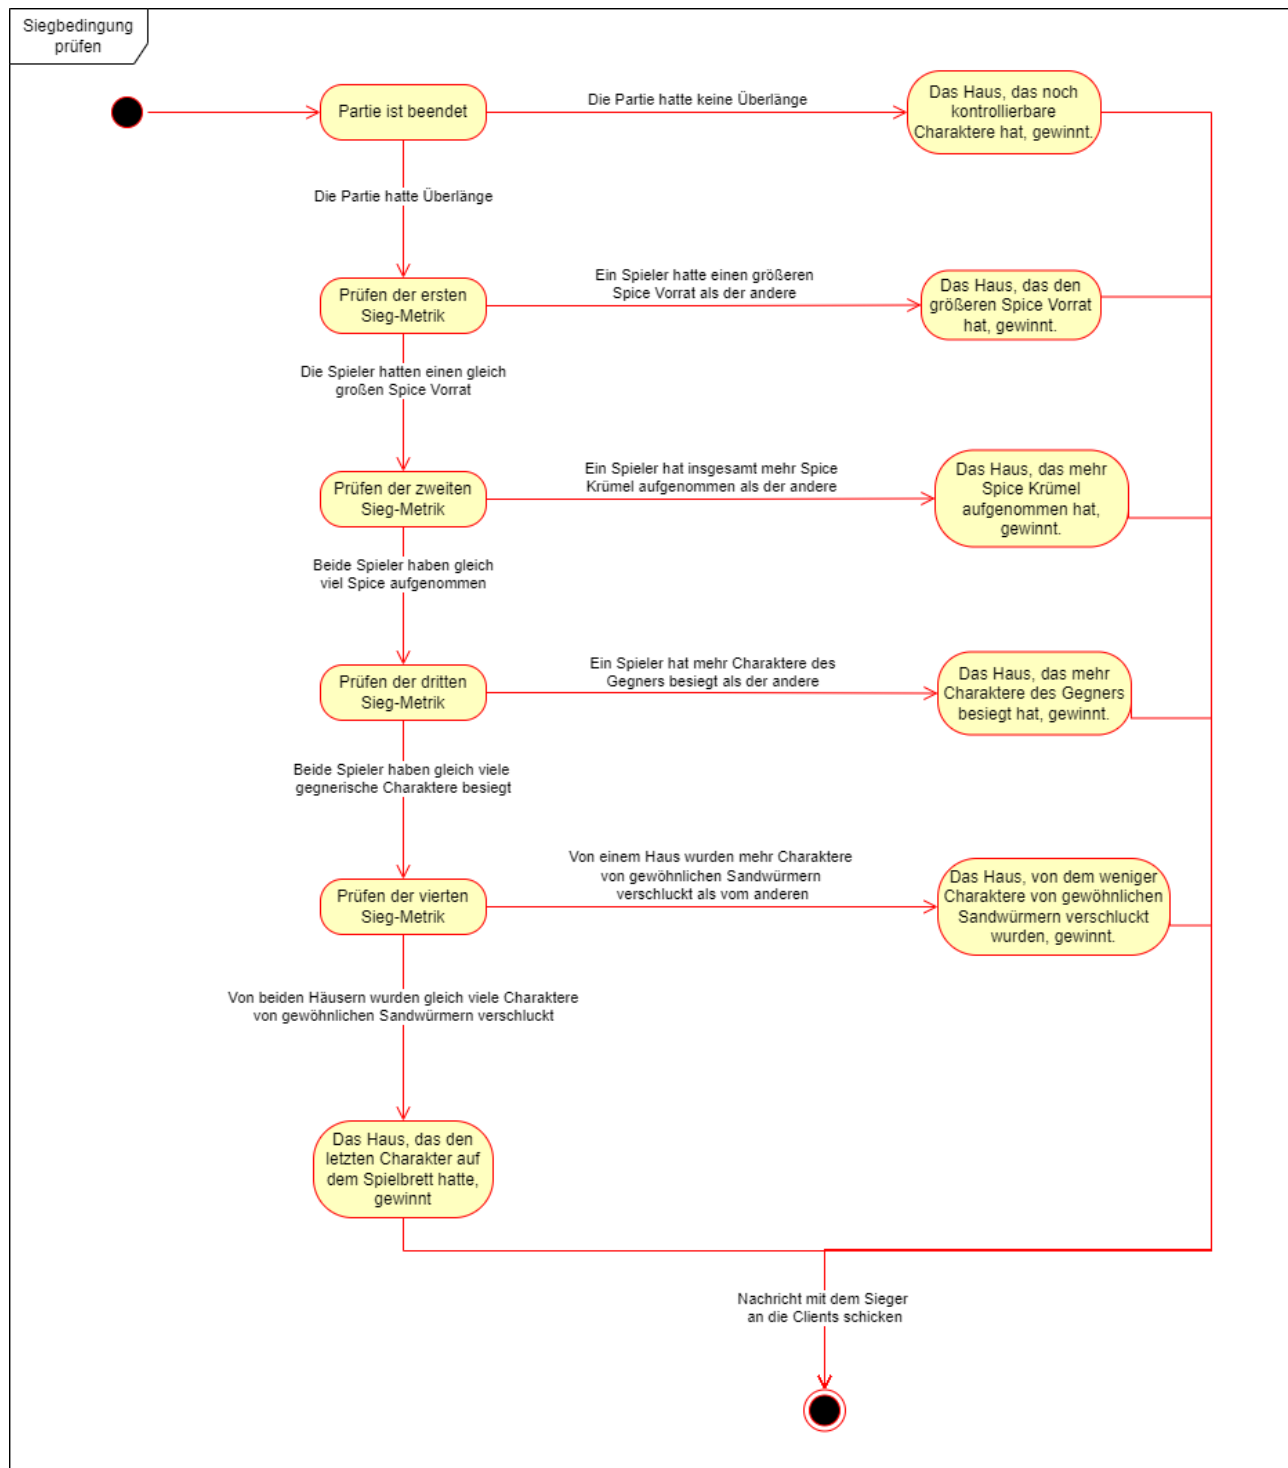 Siegbedingung
prüfen
Partie ist beendet
Die Partie hatte keine Überlänge
Das Haus, das noch
kontrollierbare
Charaktere hat, gewinnt.
Die Partie hatte Überlänge
Prüfen der ersten
Sieg-Metrik
Ein Spieler hatte einen größeren
Spice Vorrat als der andere
Das Haus, das den
größeren Spice Vorrat
hat, gewinnt.
Die Spieler hatten einen gleich
großen Spice Vorrat
Prüfen der zweiten
Sieg-Metrik
Ein Spieler hat insgesamt mehr Spice
Krümel aufgenommen als der andere
Das Haus, das mehr
Spice Krümel
aufgenommen hat,
gewinnt.
Beide Spieler haben gleich
viel Spice aufgenommen
Prüfen der dritten
Sieg-Metrik
Ein Spieler hat mehr Charaktere des
Gegners besiegt als der andere
Das Haus, das mehr
Charaktere des Gegners
besiegt hat, gewinnt.
Beide Spieler haben gleich viele
gegnerische Charaktere besiegt
Prüfen der vierten
Sieg-Metrik
Von einem Haus wurden mehr Charaktere
von gewöhnlichen Sandwürmern
verschluckt als vom anderen
Das Haus, von dem weniger
Charaktere von gewöhnlichen
Sandwürmern verschluckt
wurden, gewinnt.
Von beiden Häusern wurden gleich viele Charaktere
von gewöhnlichen Sandwürmern verschluckt
Das Haus, das den
letzten Charakter auf
dem Spielbrett hatte,
gewinnt
Nachricht mit dem Sieger
an die Clients schicken